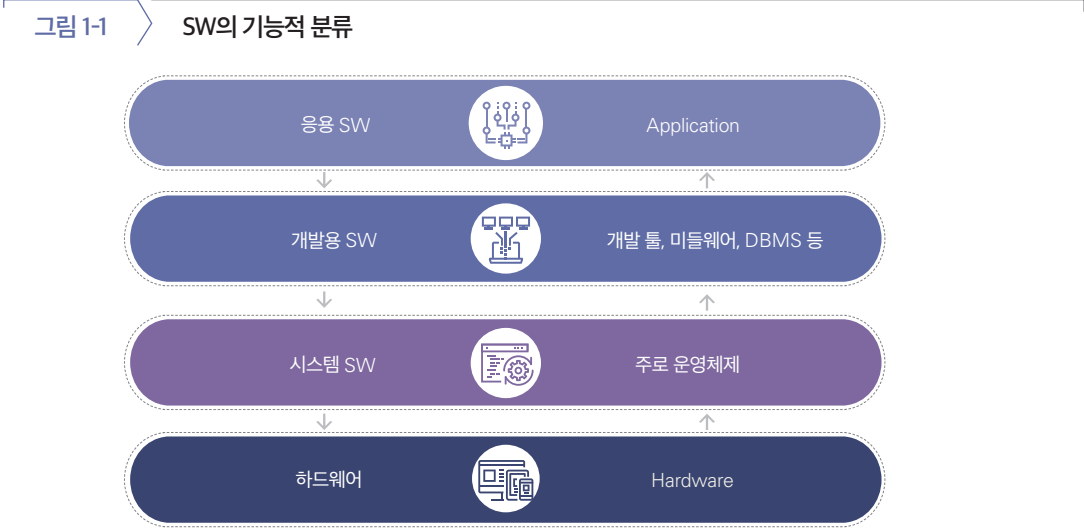 그림 1-1 SW의 기능적 분류
응용 SW Application
개발용 SW 개발 툴, 미들웨어, DBMS 등
시스템 SW 주로 운영체제
하드웨어 Hardware